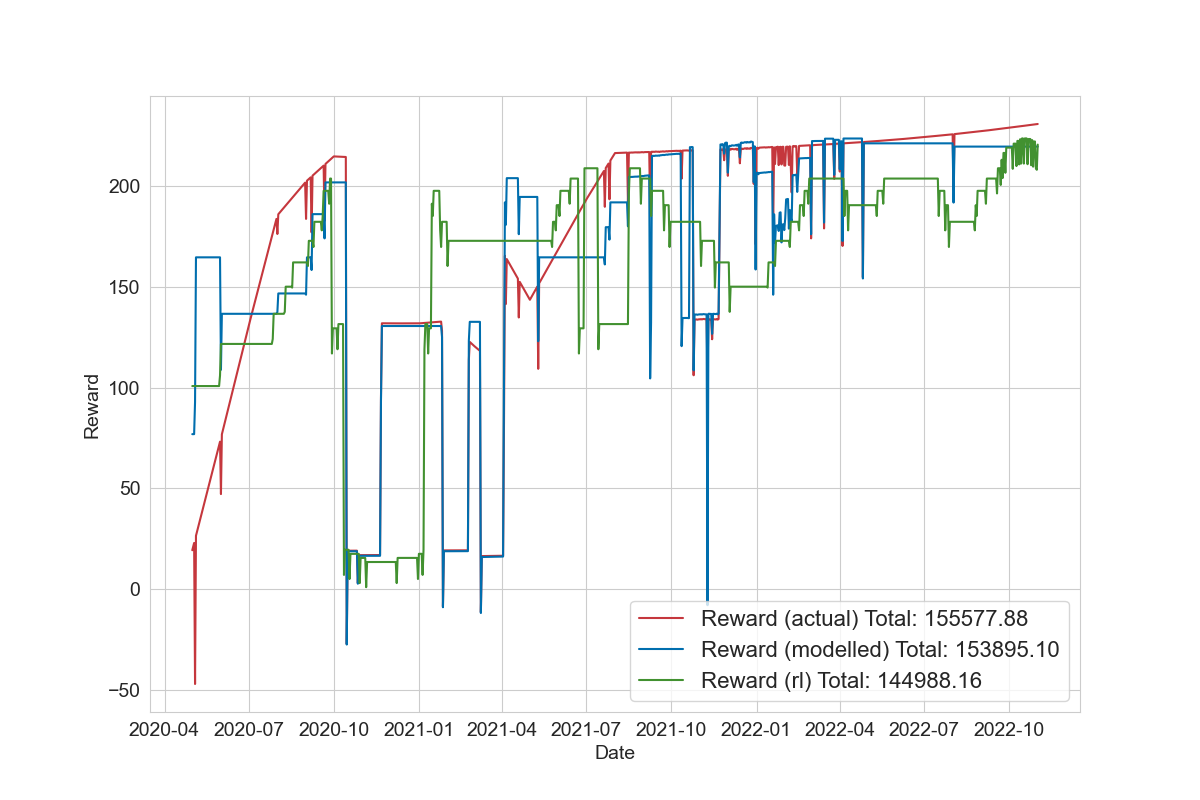 200
150
100
50
0
−50
Reward
2020-04 2020-07 2020-10 2021-01 2021-04 2021-07 2021-10 2022-01 2022-04 2022-07 2022-10
Date
Reward (actual) Total: 155577.88
Reward (modelled) Total: 153895.10
Reward (rl) Total: 144988.16